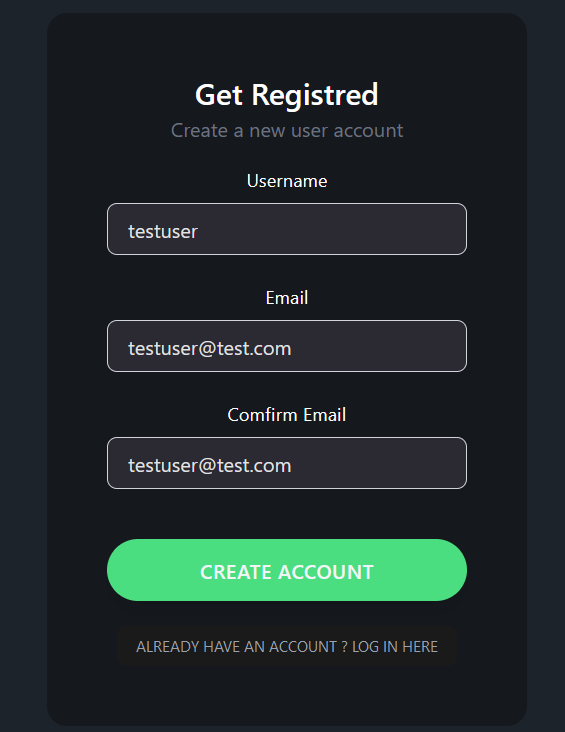 Get Registred
Create a new user account
Username
testuser
Email
testuser@test.com
Comfirm Email
testuser@test.com
CREATE ACCOUNT
ALREADY HAVE AN ACCOUNT ? LOG IN HERE